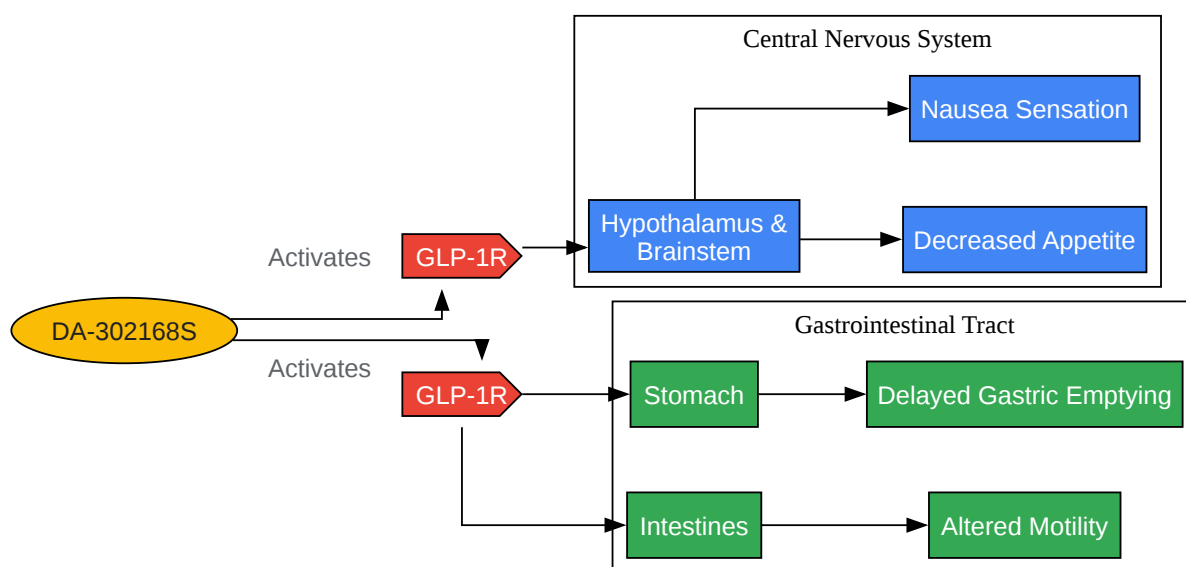 Central Nervous System
Nausea Sensation
Hypothalamus &
Brainstem
Decreased Appetite
Activates
GLP-1R
DA-302168S
Activates
GLP-1R
Gastrointestinal Tract
Stomach
Delayed Gastric Emptying
Intestines
Altered Motility